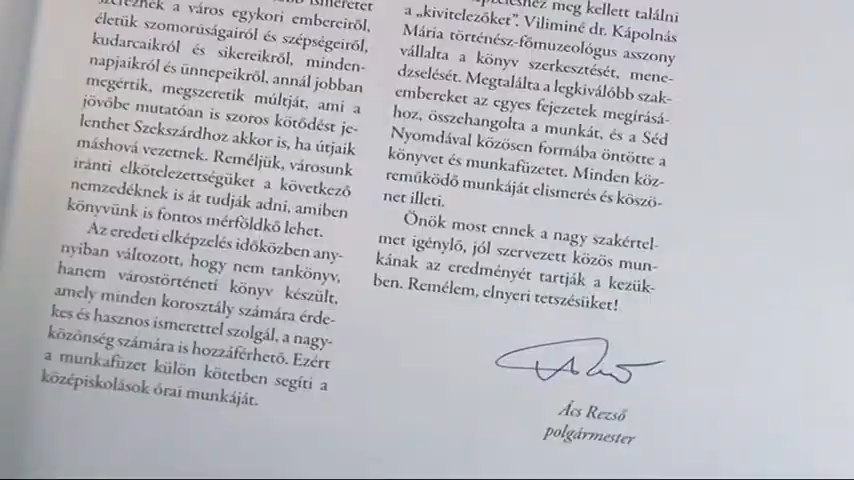 szereznek a város egykori embereiről,
életük szomorúságairól és szépségeiről,
kudarcaikról és sikereikről, minden-
napjaikról és ünnepeikről, annál jobban
megértik, megszeretik múltját, ami a
jövőbe mutatóan is szoros kötődést je-
lenthet Szekszárdhoz akkor is, ha útjaik
máshová vezetnek. Reméljük, városunk
iránti elkötelezettségüket a következő
nemzedéknek is át tudják adni, amiben
könyvünk is fontos mérföldkő lehet.
Az eredeti elképzelés időközben any-
nyiban változott, hogy nem tankönyv,
hanem várostörténeti könyv készült,
amely minden korosztály számára érde-
kes és hasznos ismerettel szolgál, a nagy-
közönség számára is hozzáférhető. Ezért
a munkafüzet külön kötetben segíti a
középiskolások órai munkáját.
meg kellett találni
a „kivitelezőket”. Viliminé dr. Kápolnás
Mária történész-főmuzeológus asszony
vállalta a könyv szerkesztését, mene-
dzselését. Megtalálta a legkiválóbb szak-
embereket az egyes fejezetek megírásá-
hoz, összehangolta a munkát, és a Séd
Nyomdával közösen formába öntötte a
könyvet és munkafüzetet. Minden köz-
reműködő munkáját elismerés és köszö-
net illeti.
Önök most ennek a nagy szakértel-
met igénylő, jól szervezett közös mun-
kának az eredményét tartják a kezük-
ben. Remélem, elnyeri tetszésüket!
Ács Rezső
polgármester